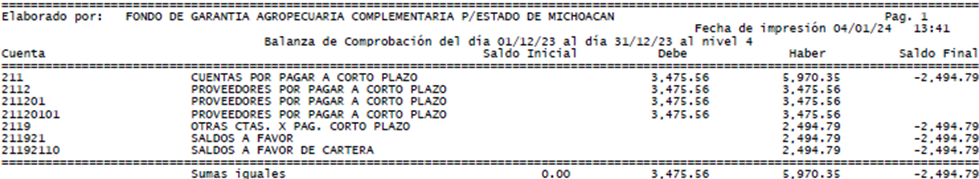 Elaborado por: FONDO DE GARANTIA AGROPECUARIA COMPLEMENTARIA P/ESTADO DE MICHOACAN Pag. 1
Fecha de impresión 04/01/24 13:41
Balanza de Comprobación del día 01/12/23 al día 31/12/23 al nivel 4
Cuenta Saldo Inicial Debe Haber Saldo Final
211 CUENTAS POR PAGAR A CORTO PLAZO 3,475.56 5,970.35 -2,494.79
2112 PROVEEDORES POR PAGAR A CORTO PLAZO 3,475.56 3,475.56
211201 PROVEEDORES POR PAGAR A CORTO PLAZO 3,475.56 3,475.56
21120101 PROVEEDORES POR PAGAR A CORTO PLAZO 3,475.56 3,475.56
2119 OTRAS CTAS. X PAG. CORTO PLAZO 2,494.79 -2,494.79
211921 SALDOS A FAVOR 2,494.79 -2,494.79
21192110 SALDOS A FAVOR DE CARTERA 2,494.79 -2,494.79
Sumas iguales 0.00 3,475.56 5,970.35 -2,494.79